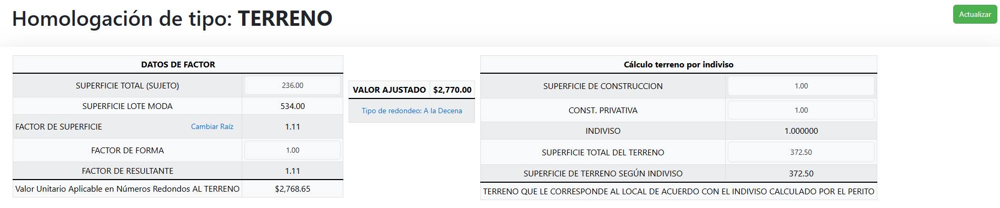 Homologación de tipo: TERRENO
Actualizar
DATOS DE FACTOR
SUPERFICIE TOTAL (SUJETO) 236.00
SUPERFICIE LOTE MODA 534.00
FACTOR DE SUPERFICIE Cambiar Raíz 1.11
FACTOR DE FORMA 1.00
FACTOR DE RESULTANTE 1.11
Valor Unitario Aplicable en Números Redondos AL TERRENO $2,768.65
VALOR AJUSTADO $2,770.00
Tipo de redondeo: A la Decena
Cálculo terreno por indiviso
SUPERFICIE DE CONSTRUCCION 1.00
CONST. PRIVATIVA 1.00
INDIVISO 1.000000
SUPERFICIE TOTAL DEL TERRENO 372.50
SUPERFICIE DE TERRENO SEGÚN INDIVISO 372.50
TERRENO QUE LE CORRESPONDE AL LOCAL DE ACUERDO CON EL INDIVISO CALCULADO POR EL PERITO